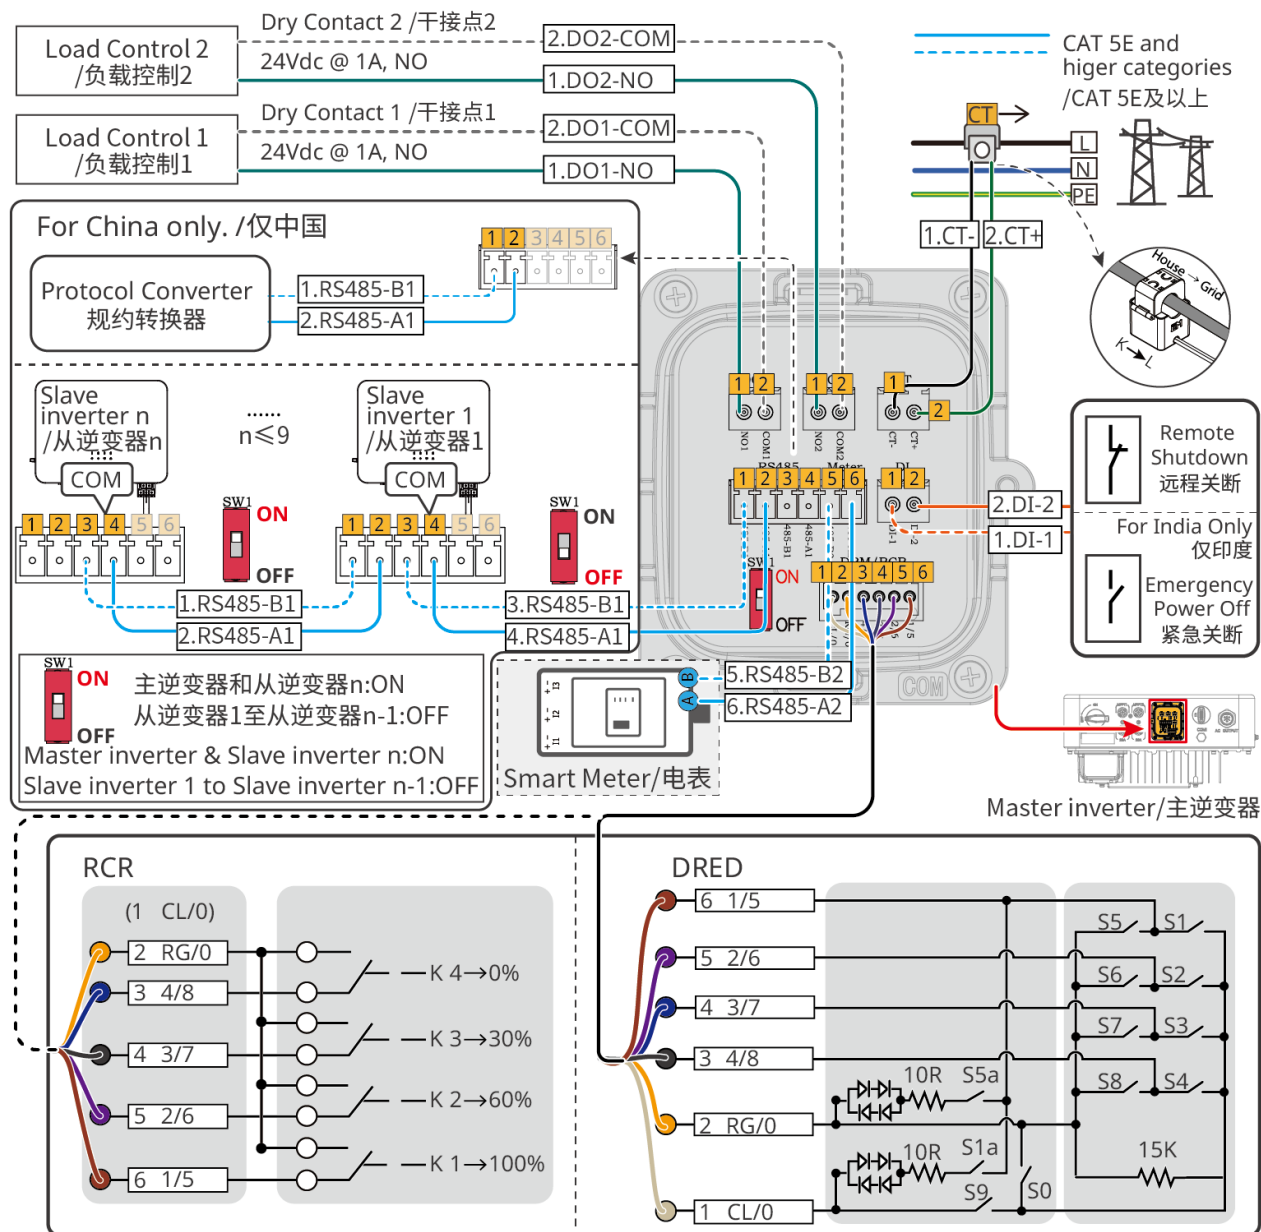 Dry Contact 2 /干接点2
Load Control 2
/负载控制2
24Vdc @ 1A, NO
2.DO2-COM
1.DO2-NO
Dry Contact 1 /干接点1
Load Control 1
/负载控制1
24Vdc @ 1A, NO
2.DO1-COM
1.DO1-NO
CAT 5E and
higer categories
/CAT 5E及以上
CT
L
N
PE
1.CT-
2.CT+
House → Grid
K→L
For China only. /仅中国
1 2 3 4 5 6
Protocol Converter
规约转换器
1.RS485-B1
2.RS485-A1
Slave
inverter n
/从逆变器n
COM
......
n≤9
Slave
inverter 1
/从逆变器1
COM
1 2 3 4 5 6
SW1
ON
OFF
1 2 3 4 5 6
SW1
ON
OFF
1.RS485-B1
2.RS485-A1
3.RS485-B1
4.RS485-A1
SW1
ON
OFF
主逆变器和从逆变器n:ON
从逆变器1至从逆变器n-1:OFF
Master inverter & Slave inverter n:ON
Slave inverter 1 to Slave inverter n-1:OFF
1 2
NO1
COM1
1 2
NO2
COM2
1
2
CT-
CT+
RS485
Meter
1 2 3 4 5 6
485-B1
485-A1
DI
1 2
DI-1
DI-2
SW1
ON
OFF
DRM/RCR
1 2 3 4 5 6
COM
5.RS485-B2
6.RS485-A2
B
A
+ - I3
+ - I2
+ - I1
Smart Meter/电表
2.DI-2
1.DI-1
Remote
Shutdown
远程关断
For India Only
仅印度
Emergency
Power Off
紧急关断
Master inverter/主逆变器
RCR
(1 CL/0)
2 RG/0
3 4/8
4 3/7
5 2/6
6 1/5
K 4→0%
K 3→30%
K 2→60%
K 1→100%
DRED
6 1/5
5 2/6
4 3/7
3 4/8
2 RG/0
1 CL/0
S5 S1
S6 S2
S7 S3
S8 S4
10R S5a
10R S1a
S9
S0
15K